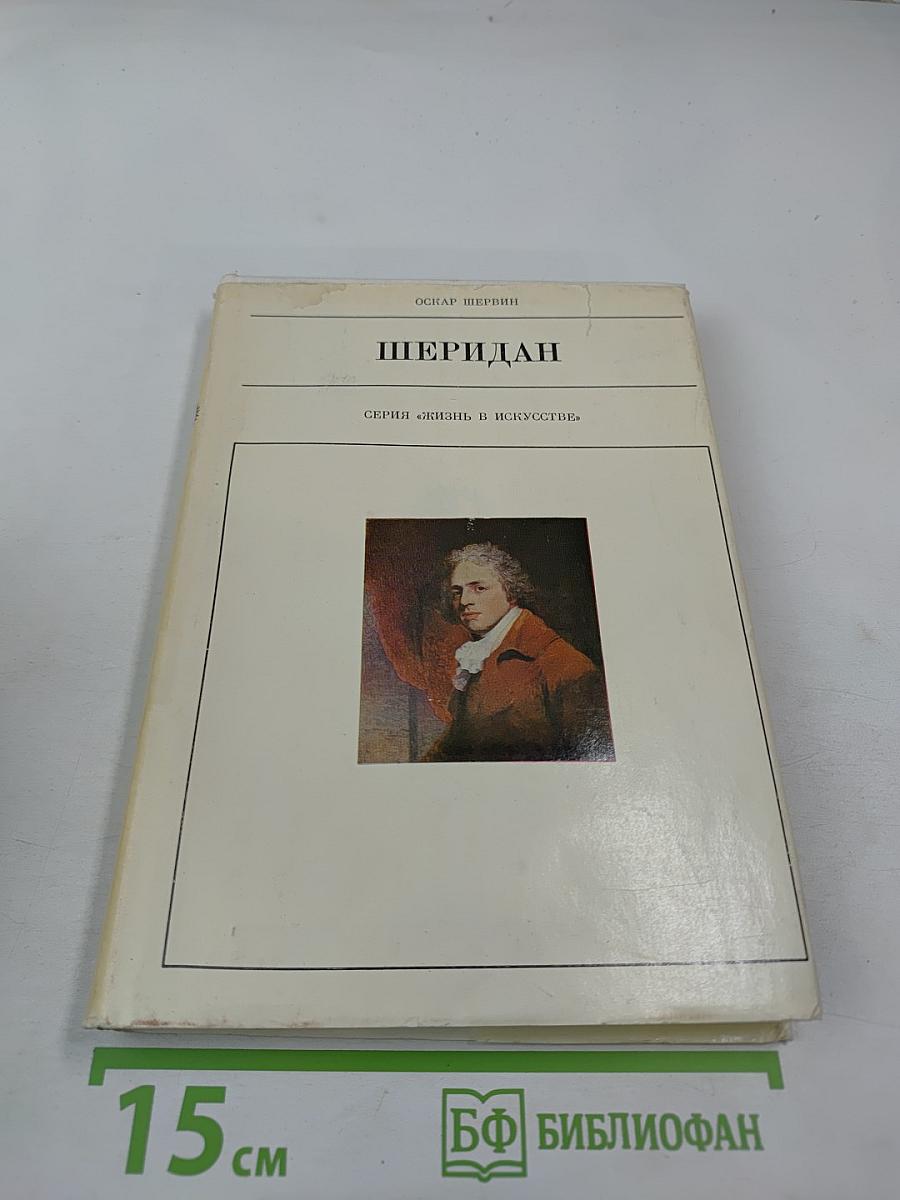 ОСКАР ШЕРВИН
ШЕРИДАН
СЕРИЯ «ЖИЗНЬ В ИСКУССТВЕ»
15 см
БФ БИБЛИОФАН